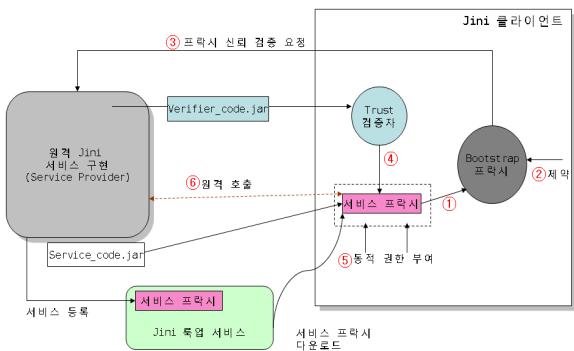 Jini 클라이언트
③ 프락시 신뢰 검증 요청
Verifier_code.jar
Trust
검증자
원격 Jini
서비스 구현
(Service Provider)
Bootstrap
프락시
④
② 제약
⑥ 원격 호출
서비스 프락시
①
Service_code.jar
⑤ 동적 권한 부여
서비스 등록
서비스 프락시
Jini 룩업 서비스
서비스 프락시
다운로드